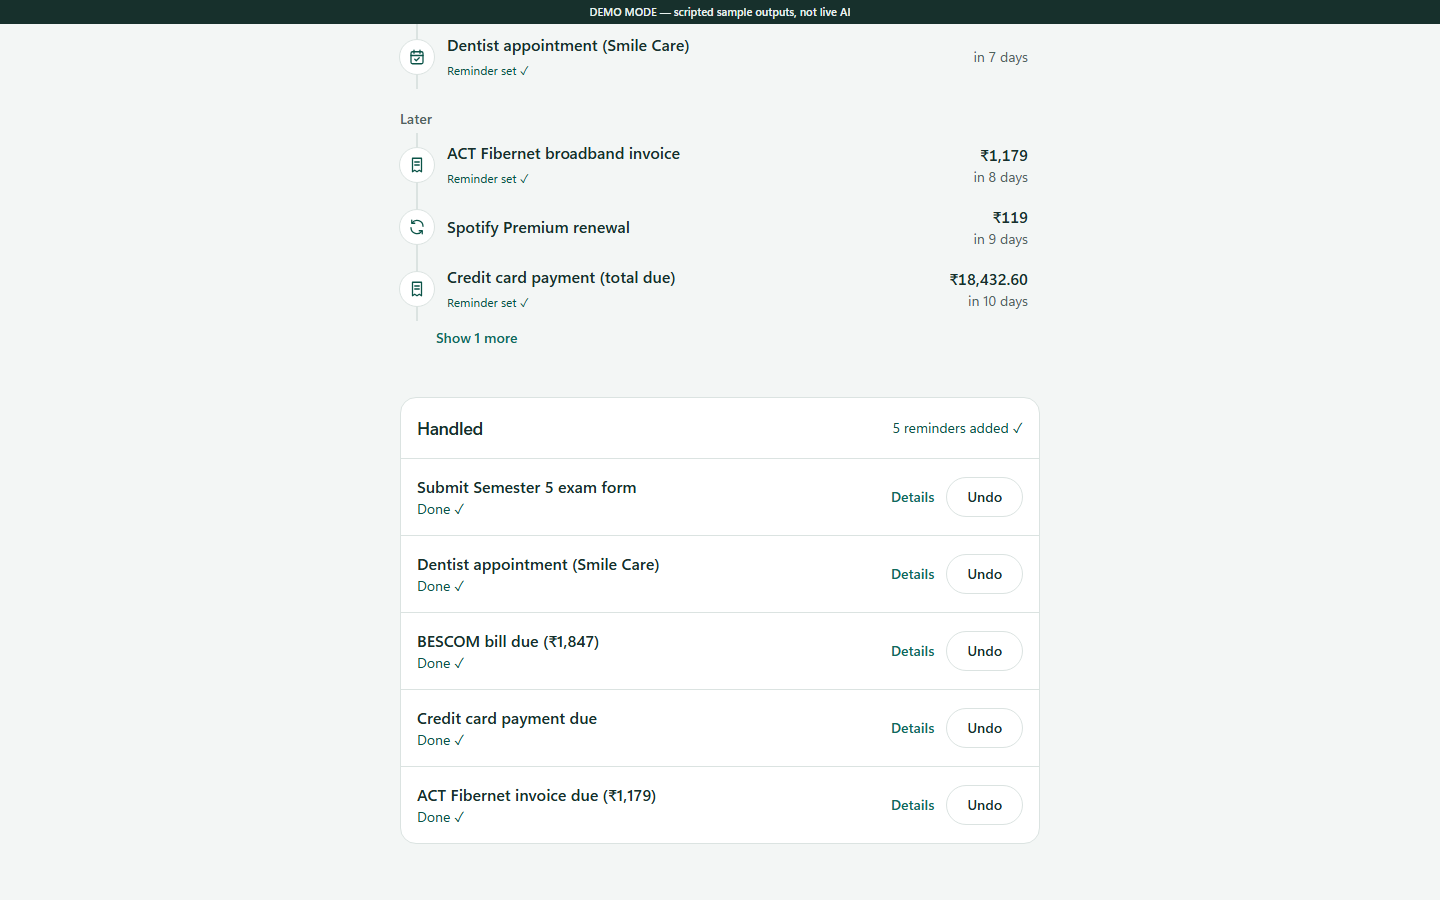 DEMO MODE — scripted sample outputs, not live AI
Dentist appointment (Smile Care)
Reminder set ✓
in 7 days
Later
ACT Fibernet broadband invoice
Reminder set ✓
₹1,179
in 8 days
Spotify Premium renewal
₹119
in 9 days
Credit card payment (total due)
Reminder set ✓
₹18,432.60
in 10 days
Show 1 more
Handled
5 reminders added ✓
Submit Semester 5 exam form
Done ✓
Details
Undo
Dentist appointment (Smile Care)
Done ✓
Details
Undo
BESCOM bill due (₹1,847)
Done ✓
Details
Undo
Credit card payment due
Done ✓
Details
Undo
ACT Fibernet invoice due (₹1,179)
Done ✓
Details
Undo